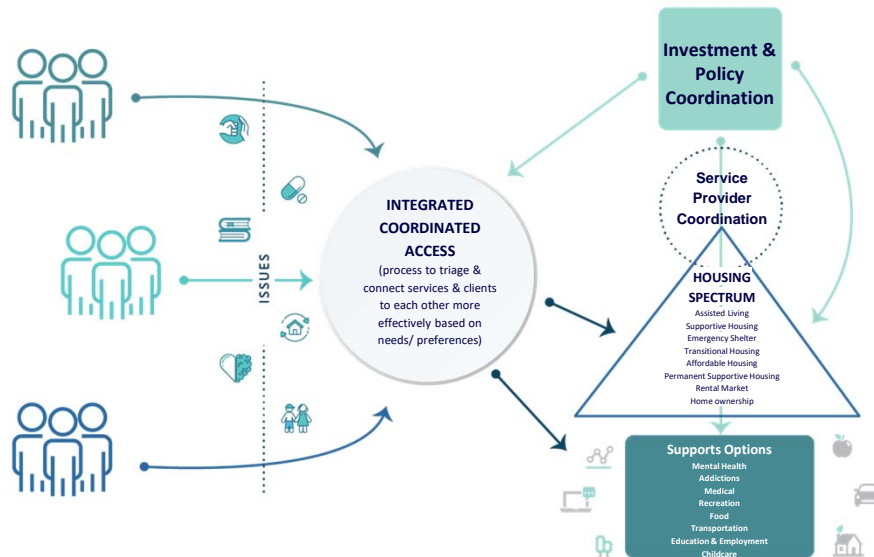 Investment &
Policy
Coordination
Service
Provider
Coordination
ISSUES
INTEGRATED
COORDINATED
ACCESS
(process to triage &
connect services & clients
to each other more
effectively based on
needs/ preferences)
HOUSING
SPECTRUM
Assisted Living
Supportive Housing
Emergency Shelter
Transitional Housing
Affordable Housing
Permanent Supportive Housing
Rental Market
Home ownership
Supports Options
Mental Health
Addictions
Medical
Recreation
Food
Transportation
Education & Employment
Childcare